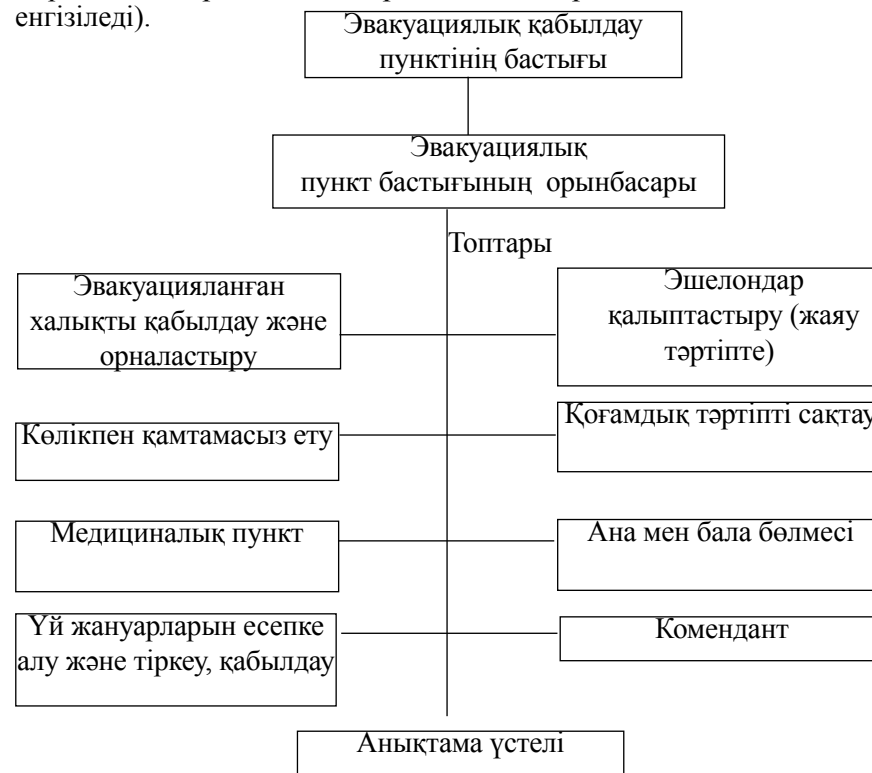 енгізіледі).
Эвакуациялық қабылдау
пунктінің бастығы
Эвакуациялық
пункт бастығының орынбасары
Топтары
Эвакуацияланған
халықты қабылдау және
орналастыру
Эшелондар
қалыптастыру (жаяу
тәртіпте)
Көлікпен қамтамасыз ету
Қоғамдық тәртіпті сақтау
Медициналық пункт
Ана мен бала бөлмесі
Үй жануарларын есепке
алу және тіркеу, қабылдау
Комендант
Анықтама үстелі